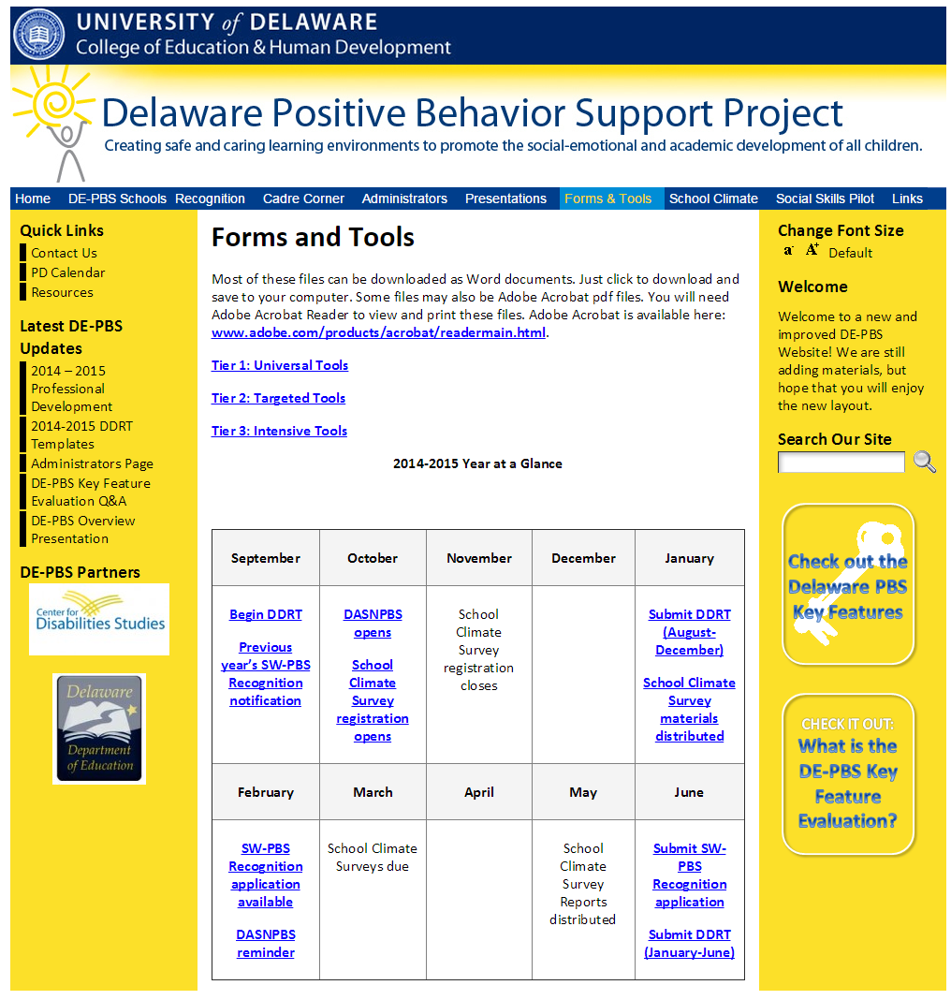 UNIVERSITY of DELAWARE
College of Education & Human Development
Delaware Positive Behavior Support Project
Creating safe and caring learning environments to promote the social-emotional and academic development of all children.
Home DE-PBS Schools Recognition Cadre Corner Administrators Presentations Forms & Tools School Climate Social Skills Pilot Links
Quick Links
Contact Us
PD Calendar
Resources
Latest DE-PBS
Updates
2014 – 2015
Professional
Development
2014-2015 DDRT
Templates
Administrators Page
DE-PBS Key Feature
Evaluation Q&A
DE-PBS Overview
Presentation
DE-PBS Partners
Center for
Disabilities Studies
Delaware
Department
of Education
Forms and Tools
Most of these files can be downloaded as Word documents. Just click to download and
save to your computer. Some files may also be Adobe Acrobat pdf files. You will need
Adobe Acrobat Reader to view and print these files. Adobe Acrobat is available here:
www.adobe.com/products/acrobat/readermain.html.
Tier 1: Universal Tools
Tier 2: Targeted Tools
Tier 3: Intensive Tools
2014-2015 Year at a Glance
September October November December January
Begin DDRT
Previous
year's SW-PBS
Recognition
notification
DASNPBS
opens
School
Climate
Survey
registration
opens
School
Climate
Survey
registration
closes
Submit DDRT
(August-
December)
School Climate
Survey
materials
distributed
February March April May June
SW-PBS
Recognition
application
available
DASNPBS
reminder
School Climate
Surveys due
School
Climate
Survey
Reports
distributed
Submit SW-
PBS
Recognition
application
Submit DDRT
(January-June)
Change Font Size
a- A+ Default
Welcome
Welcome to a new and
improved DE-PBS
Website! We are still
adding materials, but
hope that you will enjoy
the new layout.
Search Our Site
Check out the
Delaware PBS
Key Features
CHECK IT OUT:
What is the
DE-PBS Key
Feature
Evaluation?